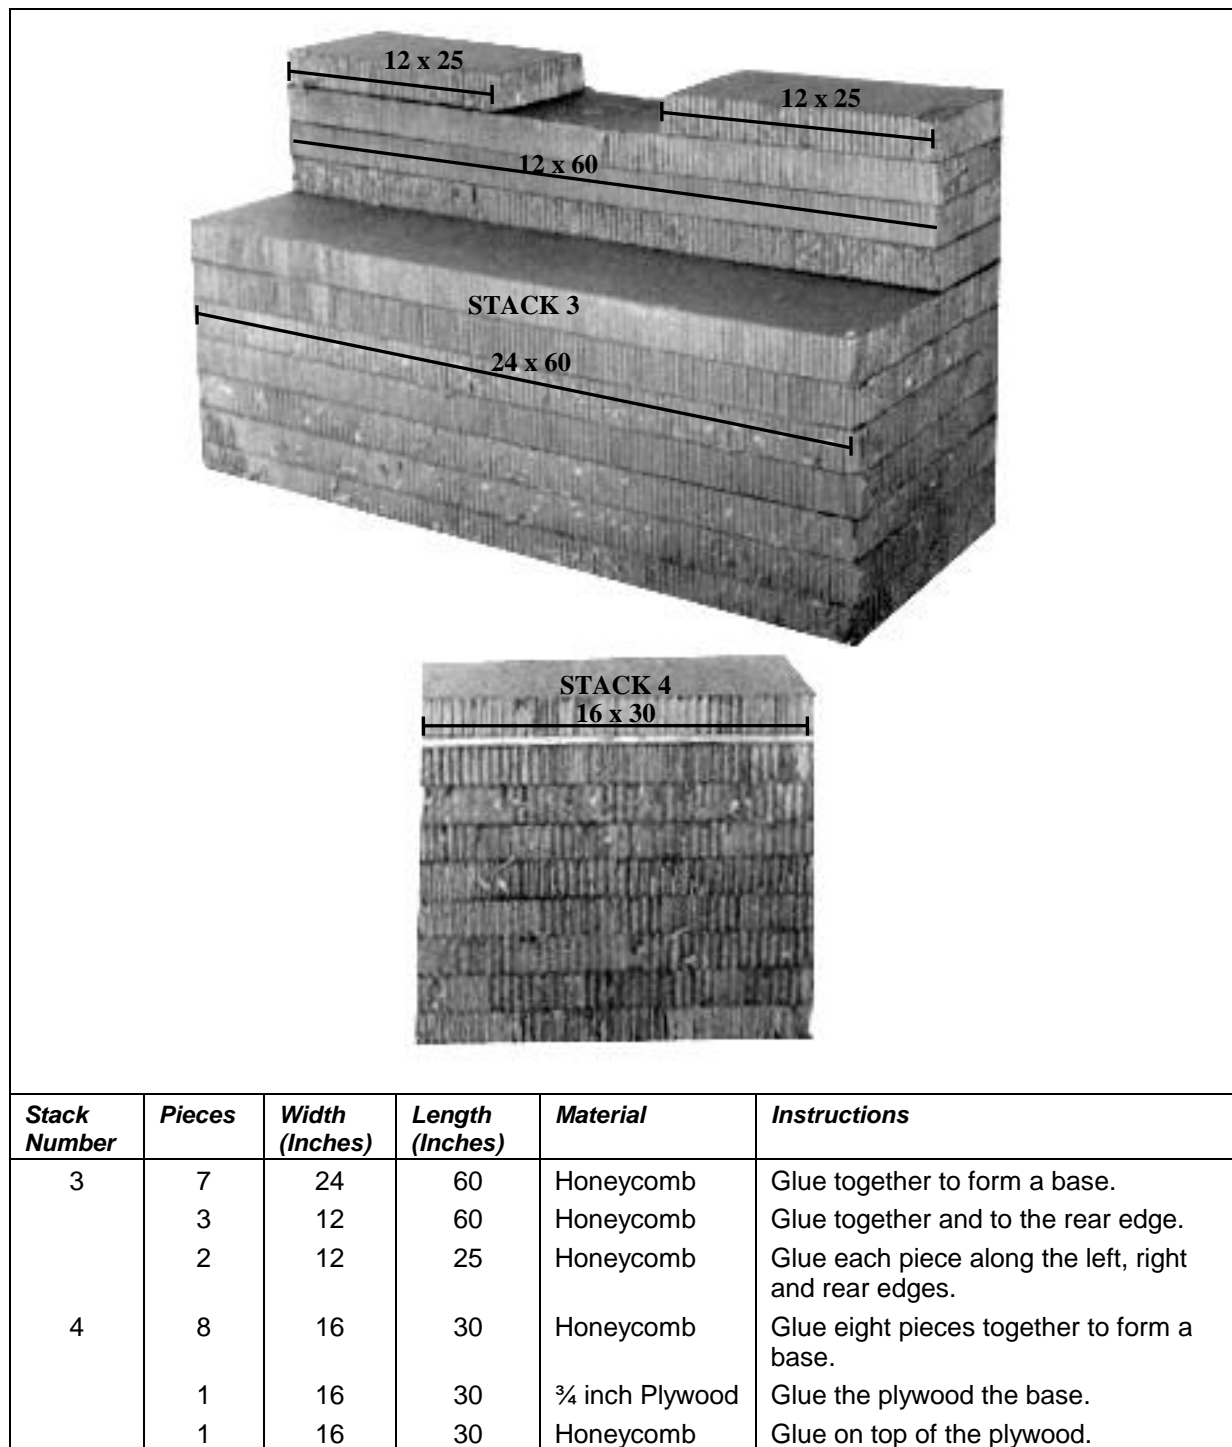 12 x 25
12 x 25
12 x 60
STACK 3
24 x 60
STACK 4
16 x 30
Stack Number Pieces Width (Inches) Length (Inches) Material Instructions
3 7 24 60 Honeycomb Glue together to form a base.
3 12 60 Honeycomb Glue together and to the rear edge.
2 12 25 Honeycomb Glue each piece along the left, right
and rear edges.
4 8 16 30 Honeycomb Glue eight pieces together to form a
base.
1 16 30 ¾ inch Plywood Glue the plywood the base.
1 16 30 Honeycomb Glue on top of the plywood.